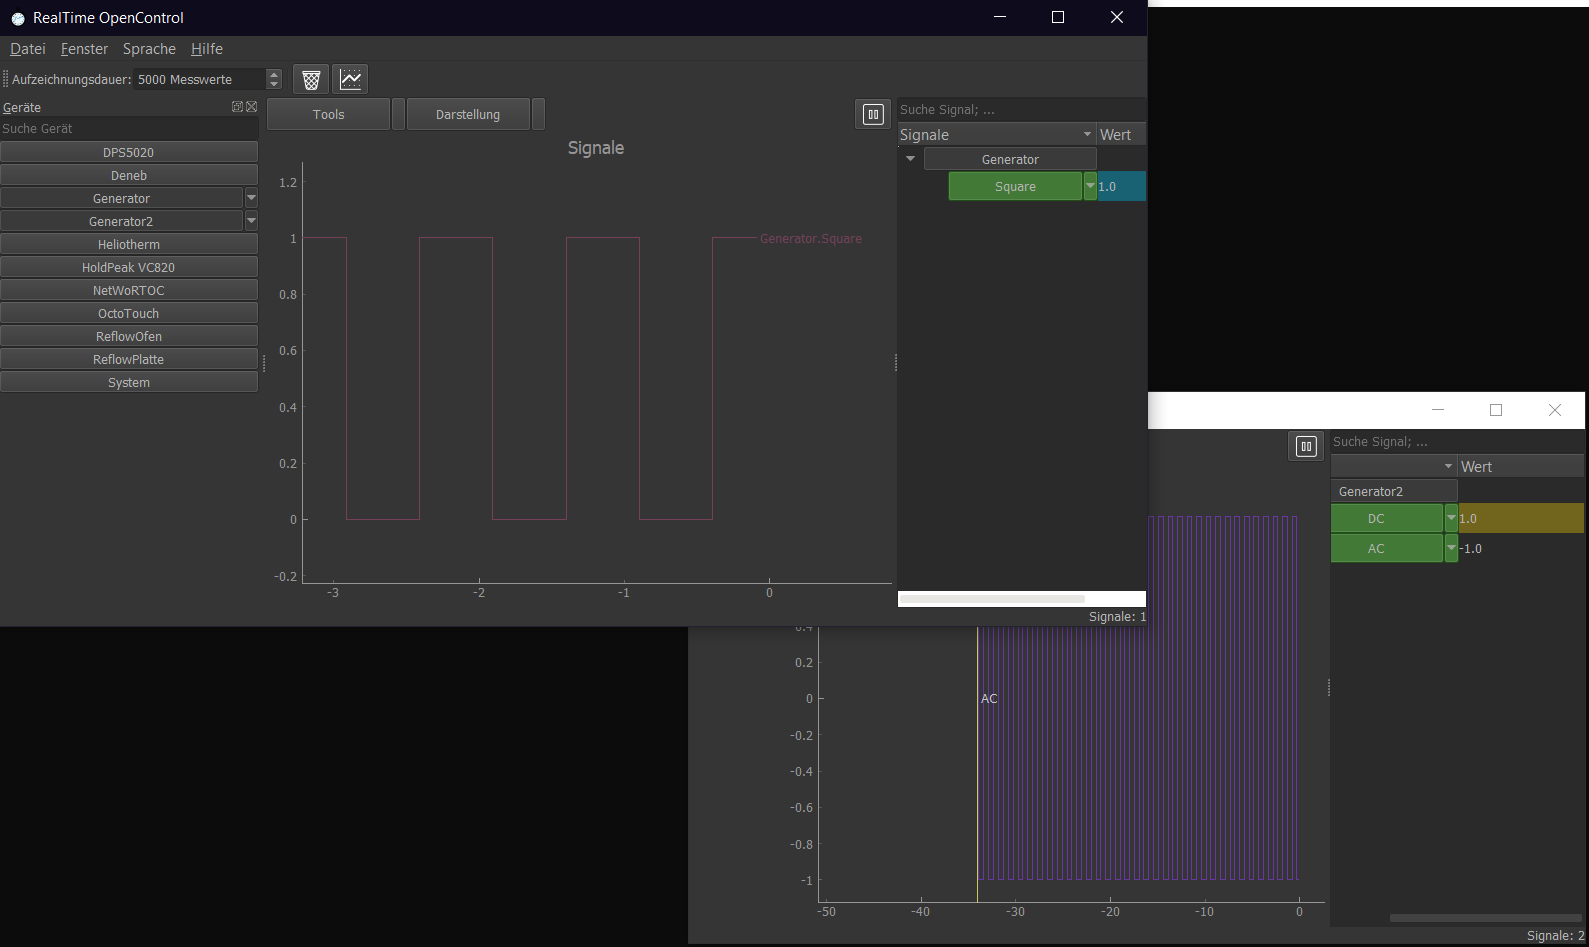 RealTime OpenControl
Datei Fenster Sprache Hilfe
Aufzeichnungsdauer: 5000 Messwerte
Geräte
Suche Gerät
DPS5020
Deneb
Generator
Generator2
Heliotherm
HoldPeak VC820
NetWoRTOC
OctoTouch
ReflowOfen
ReflowPlatte
System
Tools Darstellung
Signale
1.2
1
0.8
0.6
0.4
0.2
0
-0.2
-3 -2 -1 0
Generator.Square
Suche Signal; ...
Signale Wert
Generator
Square 1.0
Signale: 1
Suche Signal; ...
Wert
Generator2
DC 1.0
AC -1.0
0.4
0.2
0
-0.2
-0.4
-0.6
-0.8
-1
AC
-50 -40 -30 -20 -10 0
Signale: 2